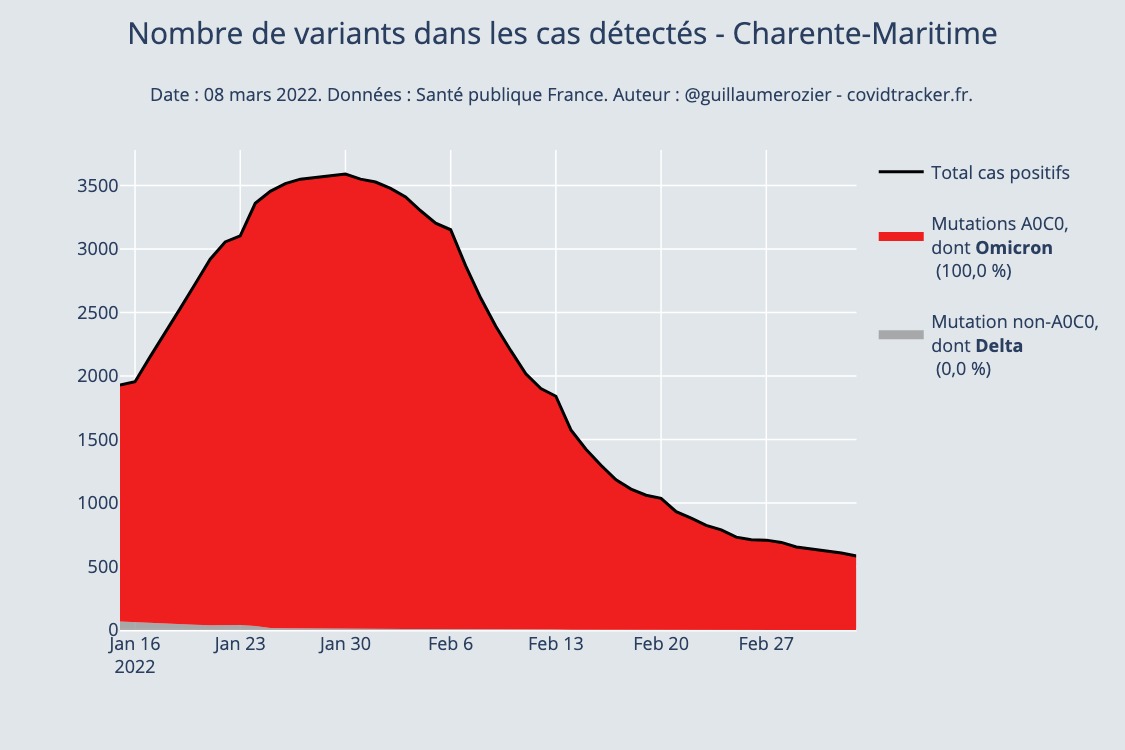 Nombre de variants dans les cas détectés - Charente-Maritime
Date : 08 mars 2022. Données : Santé publique France. Auteur : @guillaumerozier - covidtracker.fr.
3500
3000
2500
2000
1500
1000
500
0
Jan 16
2022
Jan 23
Jan 30
Feb 6
Feb 13
Feb 20
Feb 27
Total cas positifs
Mutations A0C0,
dont Omicron
(100,0 %)
Mutation non-A0C0,
dont Delta
(0,0 %)